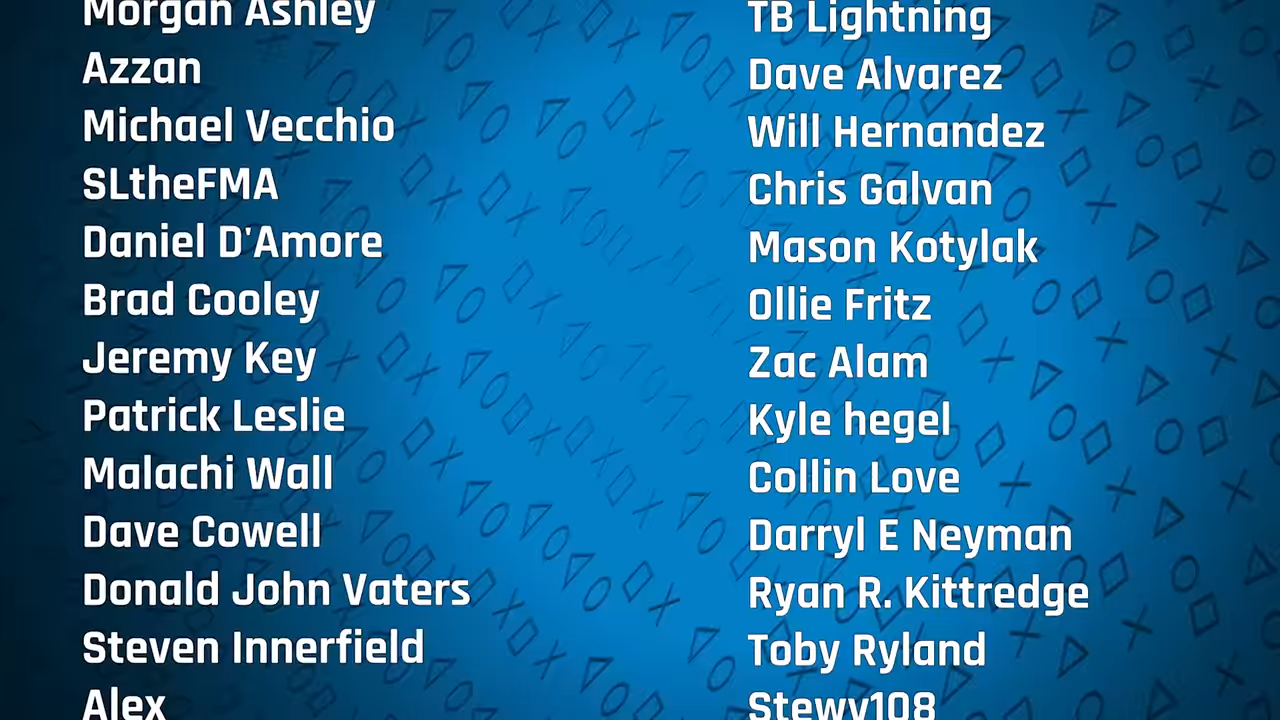 Morgan Ashley
Azzan
Michael Vecchio
SLtheFMA
Daniel D'Amore
Brad Cooley
Jeremy Key
Patrick Leslie
Malachi Wall
Dave Cowell
Donald John Vaters
Steven Innerfield
Alex
TB Lightning
Dave Alvarez
Will Hernandez
Chris Galvan
Mason Kotylak
Ollie Fritz
Zac Alam
Kyle hegel
Collin Love
Darryl E Neyman
Ryan R. Kittredge
Toby Ryland
Stewy108